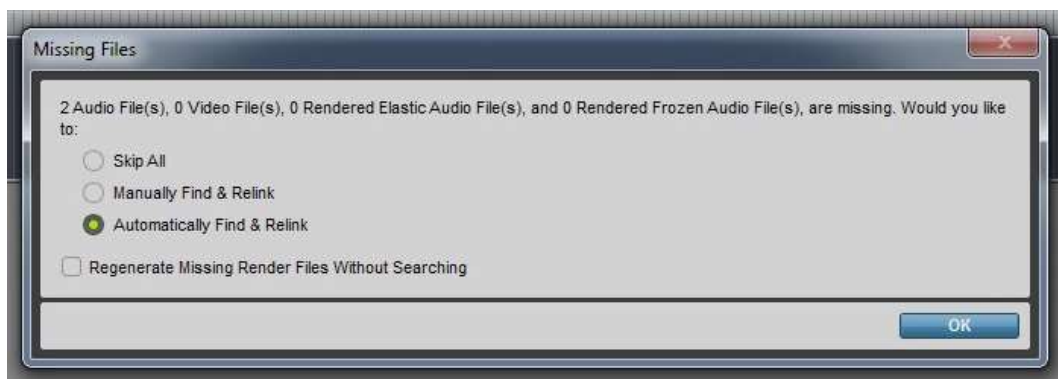 Missing Files
2 Audio File(s), 0 Video File(s), 0 Rendered Elastic Audio File(s), and 0 Rendered Frozen Audio File(s), are missing. Would you like
to:
Skip All
Manually Find & Relink
Automatically Find & Relink
Regenerate Missing Render Files Without Searching
OK